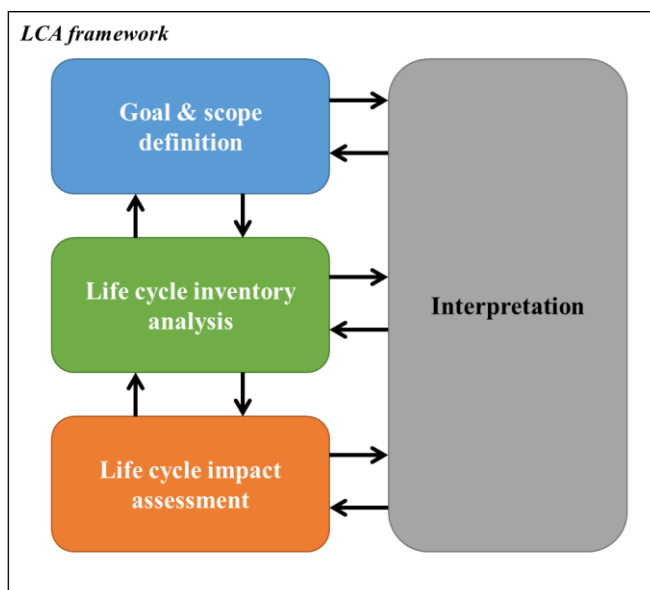 LCA framework
Goal & scope
definition
Life cycle inventory
analysis
Interpretation
Life cycle impact
assessment